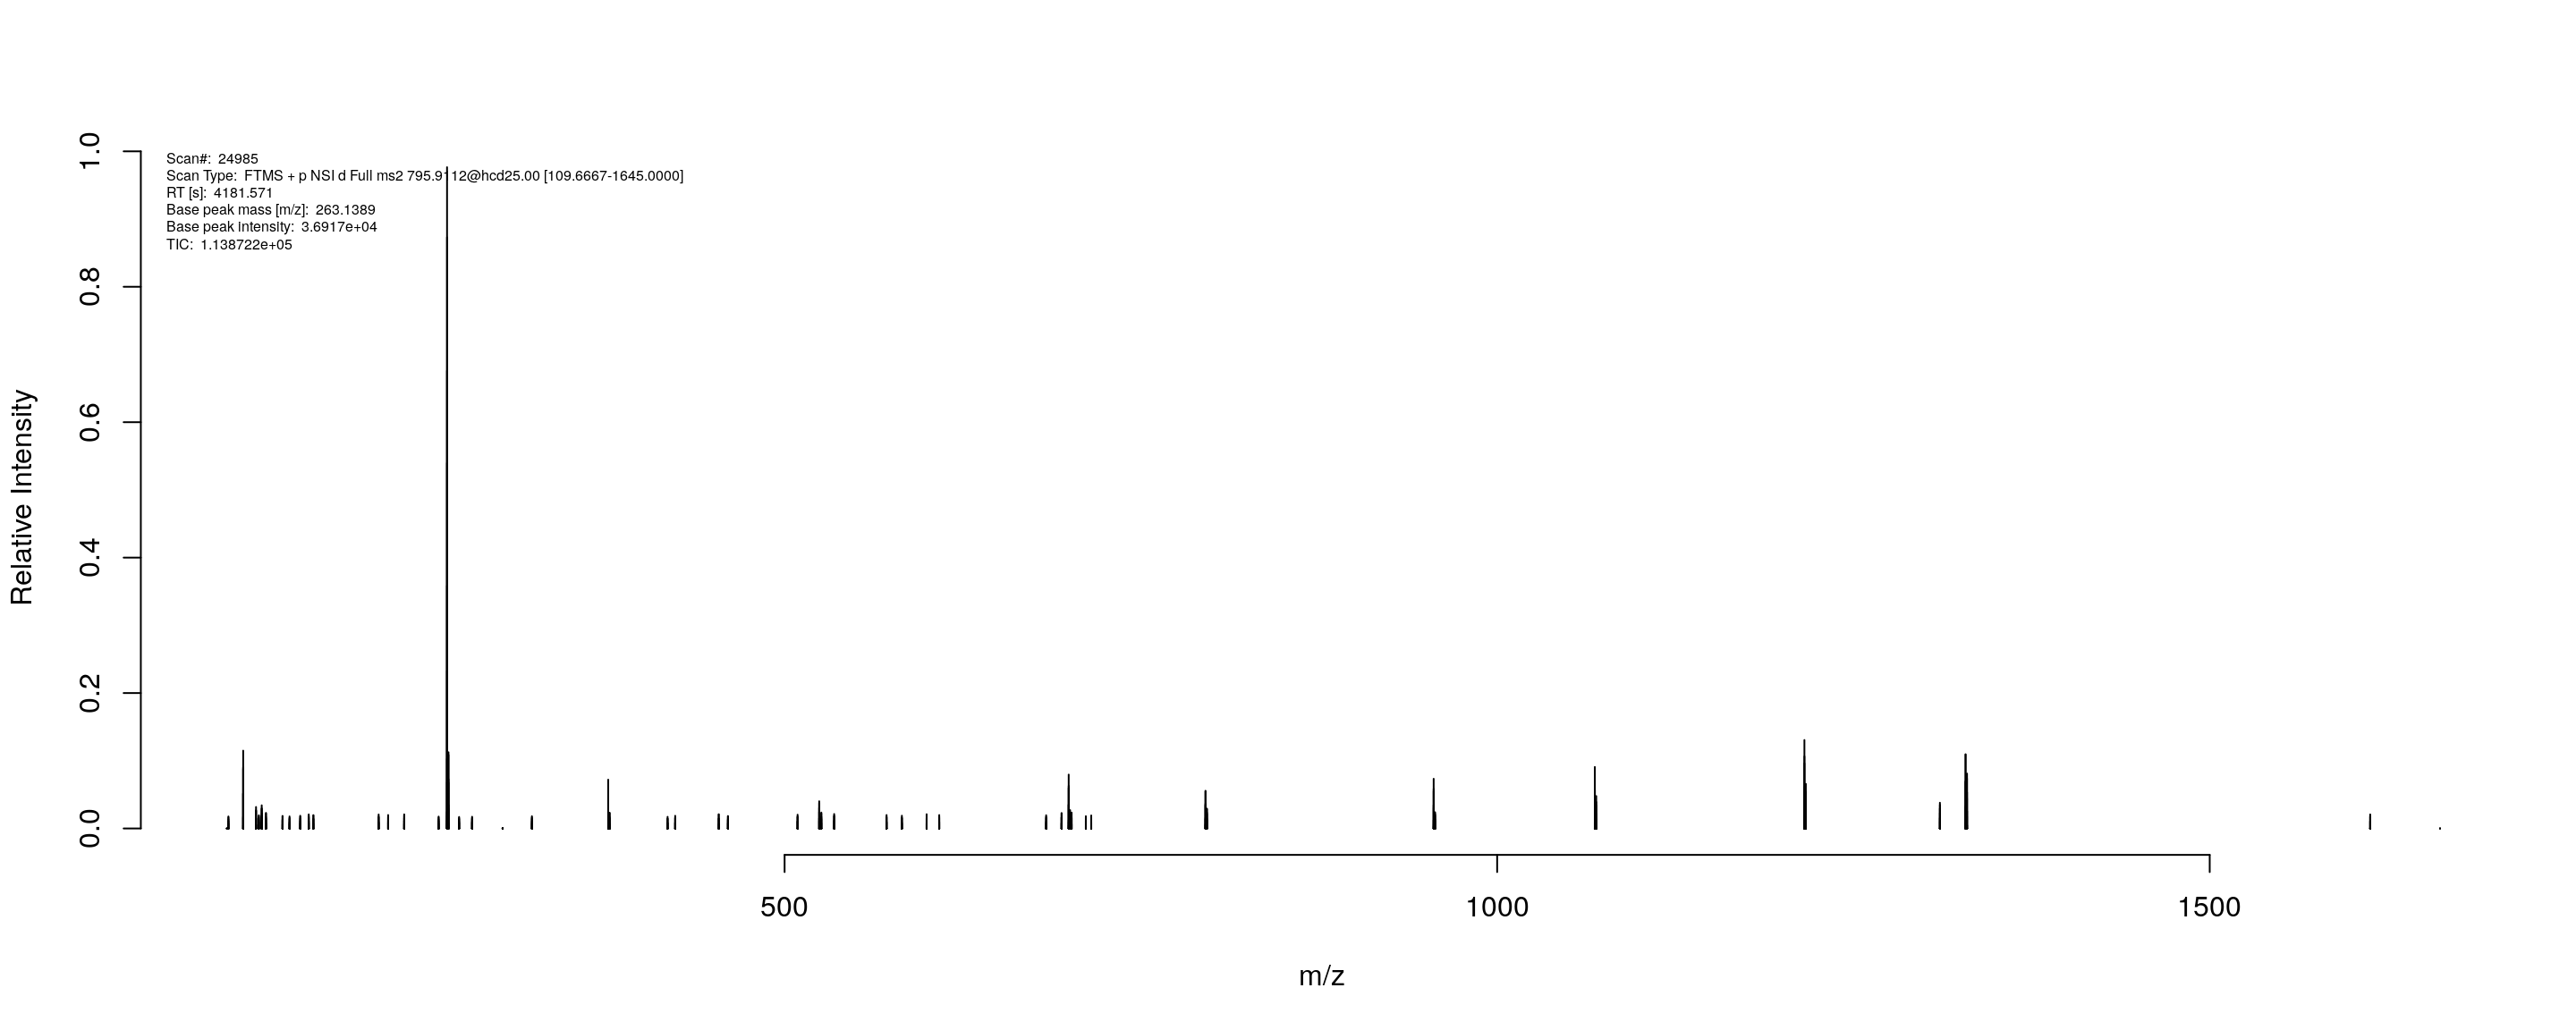 Scan#: 24985
Scan Type: FTMS + p NSI d Full ms2 795.9112@hcd25.00 [109.6667-1645.0000]
RT [s]: 4181.571
Base peak mass [m/z]: 263.1389
Base peak intensity: 3.6917e+04
TIC: 1.138722e+05
1.0
0.8
0.6
0.4
0.2
0.0
Relative Intensity
500 1000 1500
m/z